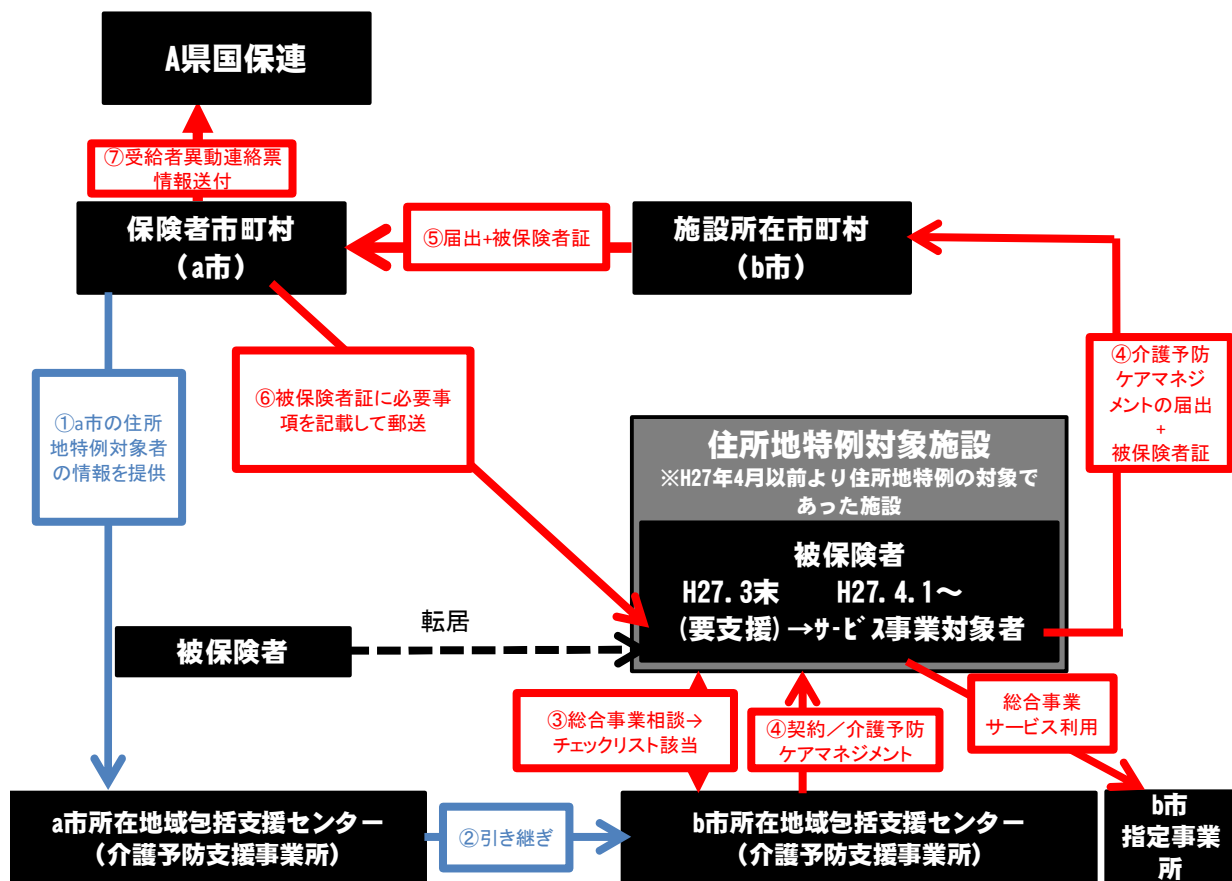 A県国保連
⑦受給者異動連絡票
情報送付
保険者市町村
(a市)
⑤届出+被保険者証
施設所在市町村
(b市)
①a市の住所
地特例対象者
の情報を提供
⑥被保険者証に必要事
項を記載して郵送
④介護予防
ケアマネジ
メントの届出
+
被保険者証
住所地特例対象施設
※H27年4月以前より住所地特例の対象で
あった施設
被保険者
H27.3末 H27.4.1~
(要支援)→サービス事業対象者
転居
被保険者
③総合事業相談→
チェックリスト該当
④契約/介護予防
ケアマネジメント
総合事業
サービス利用
a市所在地域包括支援センター
(介護予防支援事業所)
②引き継ぎ
b市所在地域包括支援センター
(介護予防支援事業所)
b市
指定事業
所